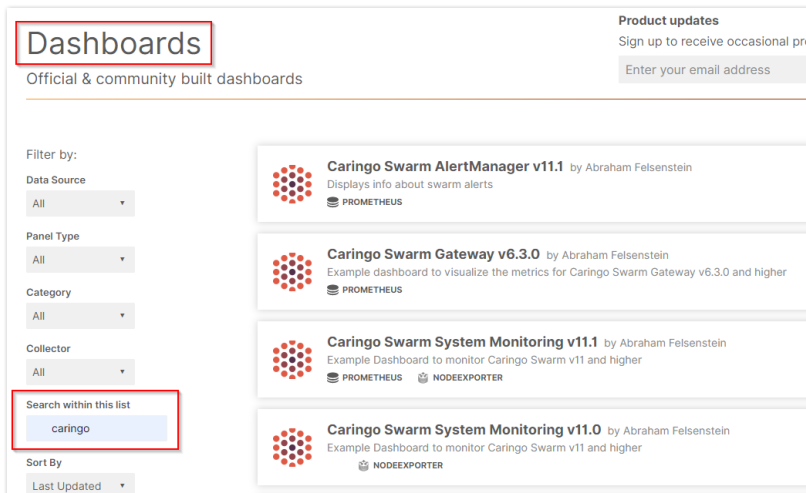 Dashboards
Official & community built dashboards
Product updates
Sign up to receive occasional pr
Enter your email address
Filter by:
Data Source
All
Panel Type
All
Category
All
Collector
All
Search within this list
caringo
Sort By
Last Updated
Caringo Swarm AlertManager v11.1 by Abraham Felsenstein
Displays info about swarm alerts
PROMETHEUS
Caringo Swarm Gateway v6.3.0 by Abraham Felsenstein
Example dashboard to visualize the metrics for Caringo Swarm Gateway v6.3.0 and higher
PROMETHEUS
Caringo Swarm System Monitoring v11.1 by Abraham Felsenstein
Example Dashboard to monitor Caringo Swarm v11 and higher
PROMETHEUS NODEEXPORTER
Caringo Swarm System Monitoring v11.0 by Abraham Felsenstein
Example Dashboard to monitor Caringo Swarm v11 and higher
NODEEXPORTER